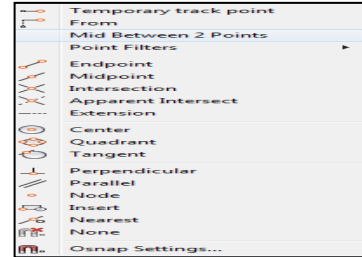 Temporary track point
From
Mid Between 2 Points
Point Filters
Endpoint
Midpoint
Intersection
Apparent Intersect
Extension
Center
Quadrant
Tangent
Perpendicular
Parallel
Node
Insert
Nearest
None
Osnap Settings...